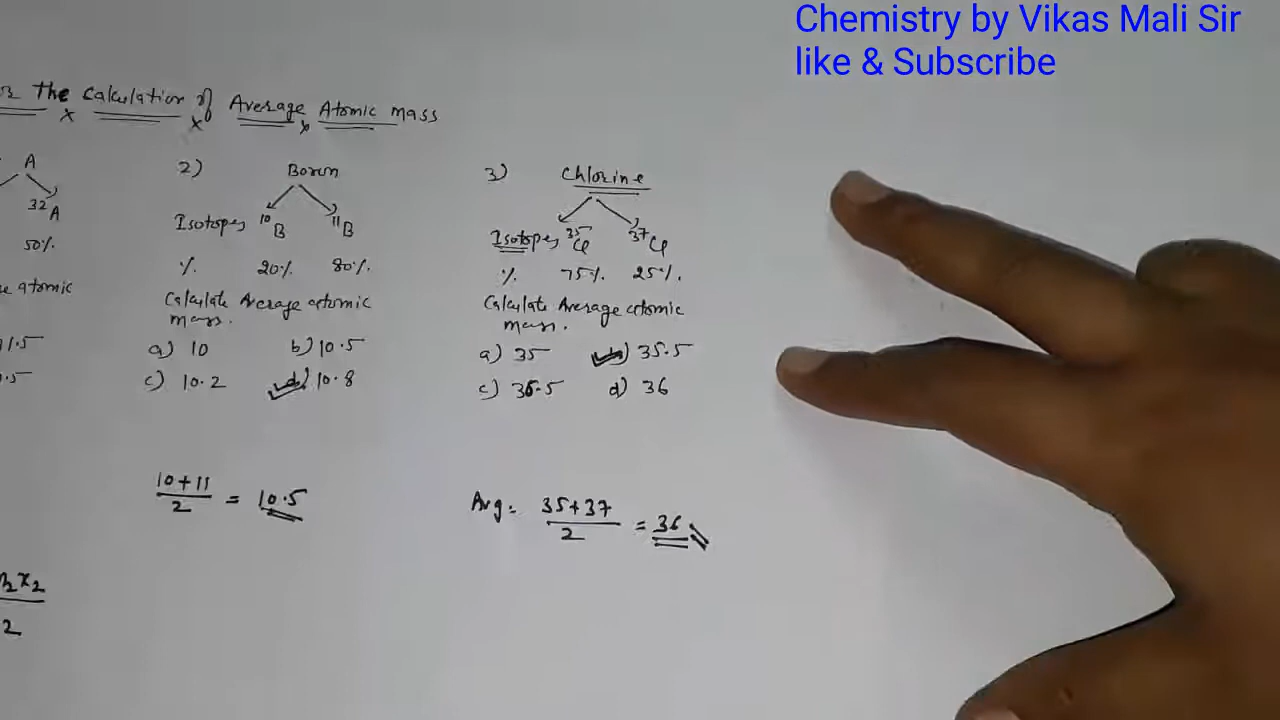 Chemistry by Vikas Mali Sir
like & Subscribe
The Calculation of Average Atomic mass
A
32A
50%
atomic
2) Boron
Isotopes 10B 11B
% 20% 80%
Calculate Average atomic
mass.
a) 10 b) 10.5
c) 10.2 d) 10.8
10+11
2
= 10.5
3) Chlorine
Isotopes 35Cl 37Cl
% 75% 25%
Calculate Average atomic
mass.
a) 35 b) 35.5
c) 36.5 d) 36
Avg = 35+37
2
= 36
x2
2